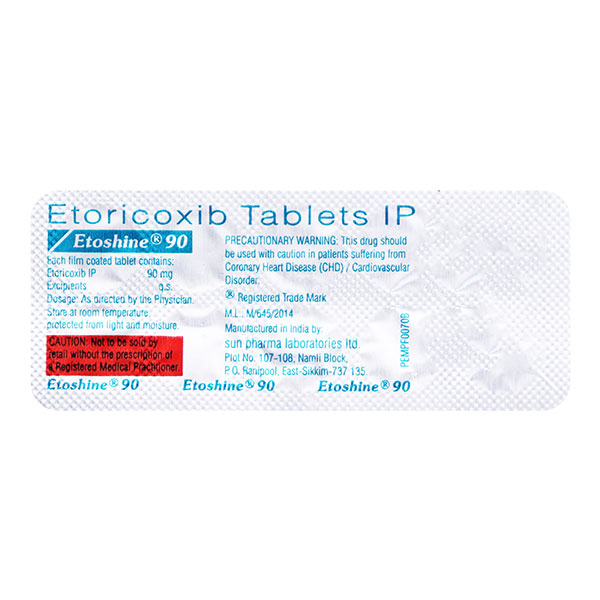 Etoricoxib Tablets IP
Etoshine® 90
Each film coated tablet contains:
Etoricoxib IP 90 mg
Excipients q.s.
Dosage: As directed by the Physician.
Store at room temperature,
protected from light and moisture.
CAUTION: Not to be sold by
retail without the prescription of
a Registered Medical Practitioner.
PRECAUTIONARY WARNING: This drug should
be used with caution in patients suffering from
Coronary Heart Disease (CHD) / Cardiovascular
Disorder.
® Registered Trade Mark
M.L. M/545/2014
Manufactured in India by:
sun pharma laboratories ltd.
Plot No. 107-108, Namli Block,
P.O. Ranipool, East-Sikkim-737 135.
PEMPF0070B
Etoshine® 90 Etoshine® 90 Etoshine® 90